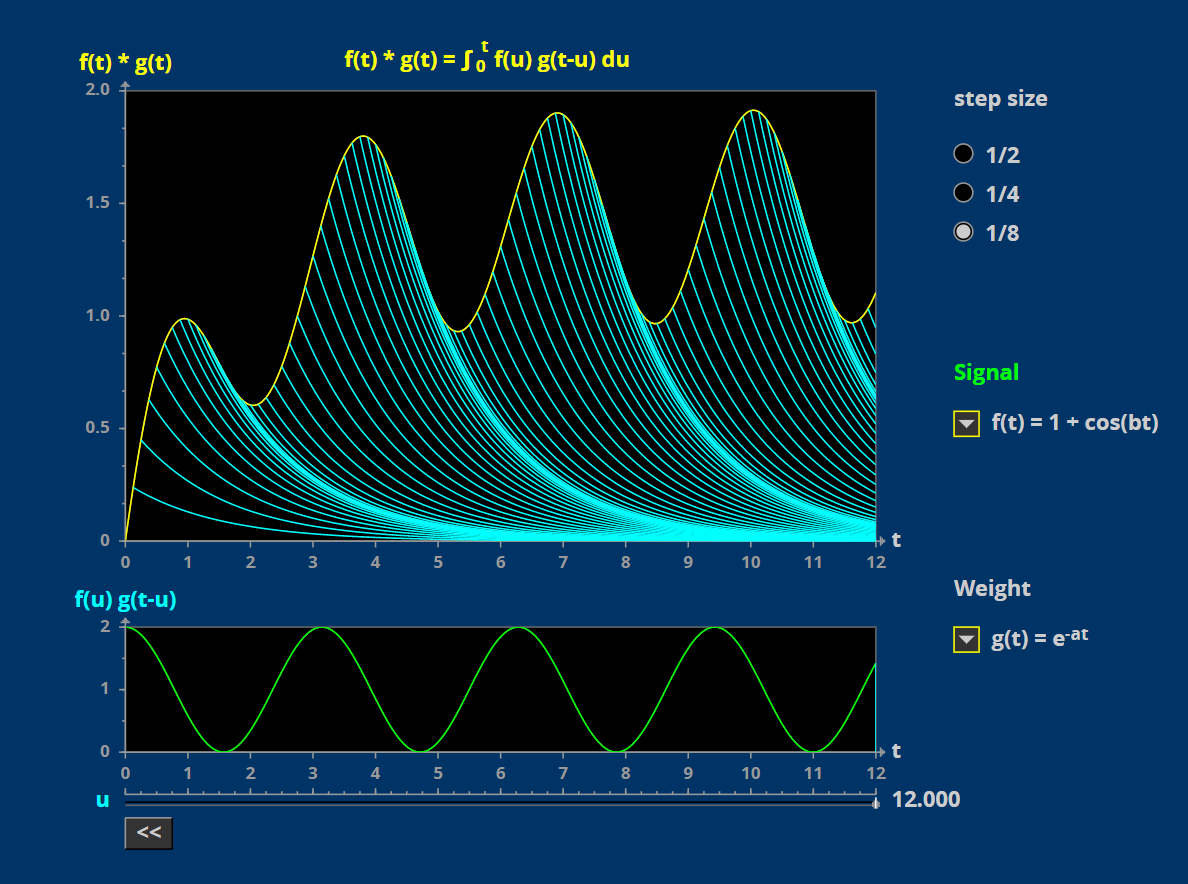 f(t) * g(t)
f(t) * g(t) = ∫₀ᵗ f(u) g(t-u) du
2.0
1.5
1.0
0.5
0
0 1 2 3 4 5 6 7 8 9 10 11 12
t
step size
1/2
1/4
1/8
Signal
f(t) = 1 + cos(bt)
f(u) g(t-u)
2
1
0
0 1 2 3 4 5 6 7 8 9 10 11 12
t
Weight
g(t) = e⁻ᵃᵗ
u
12.000
<<